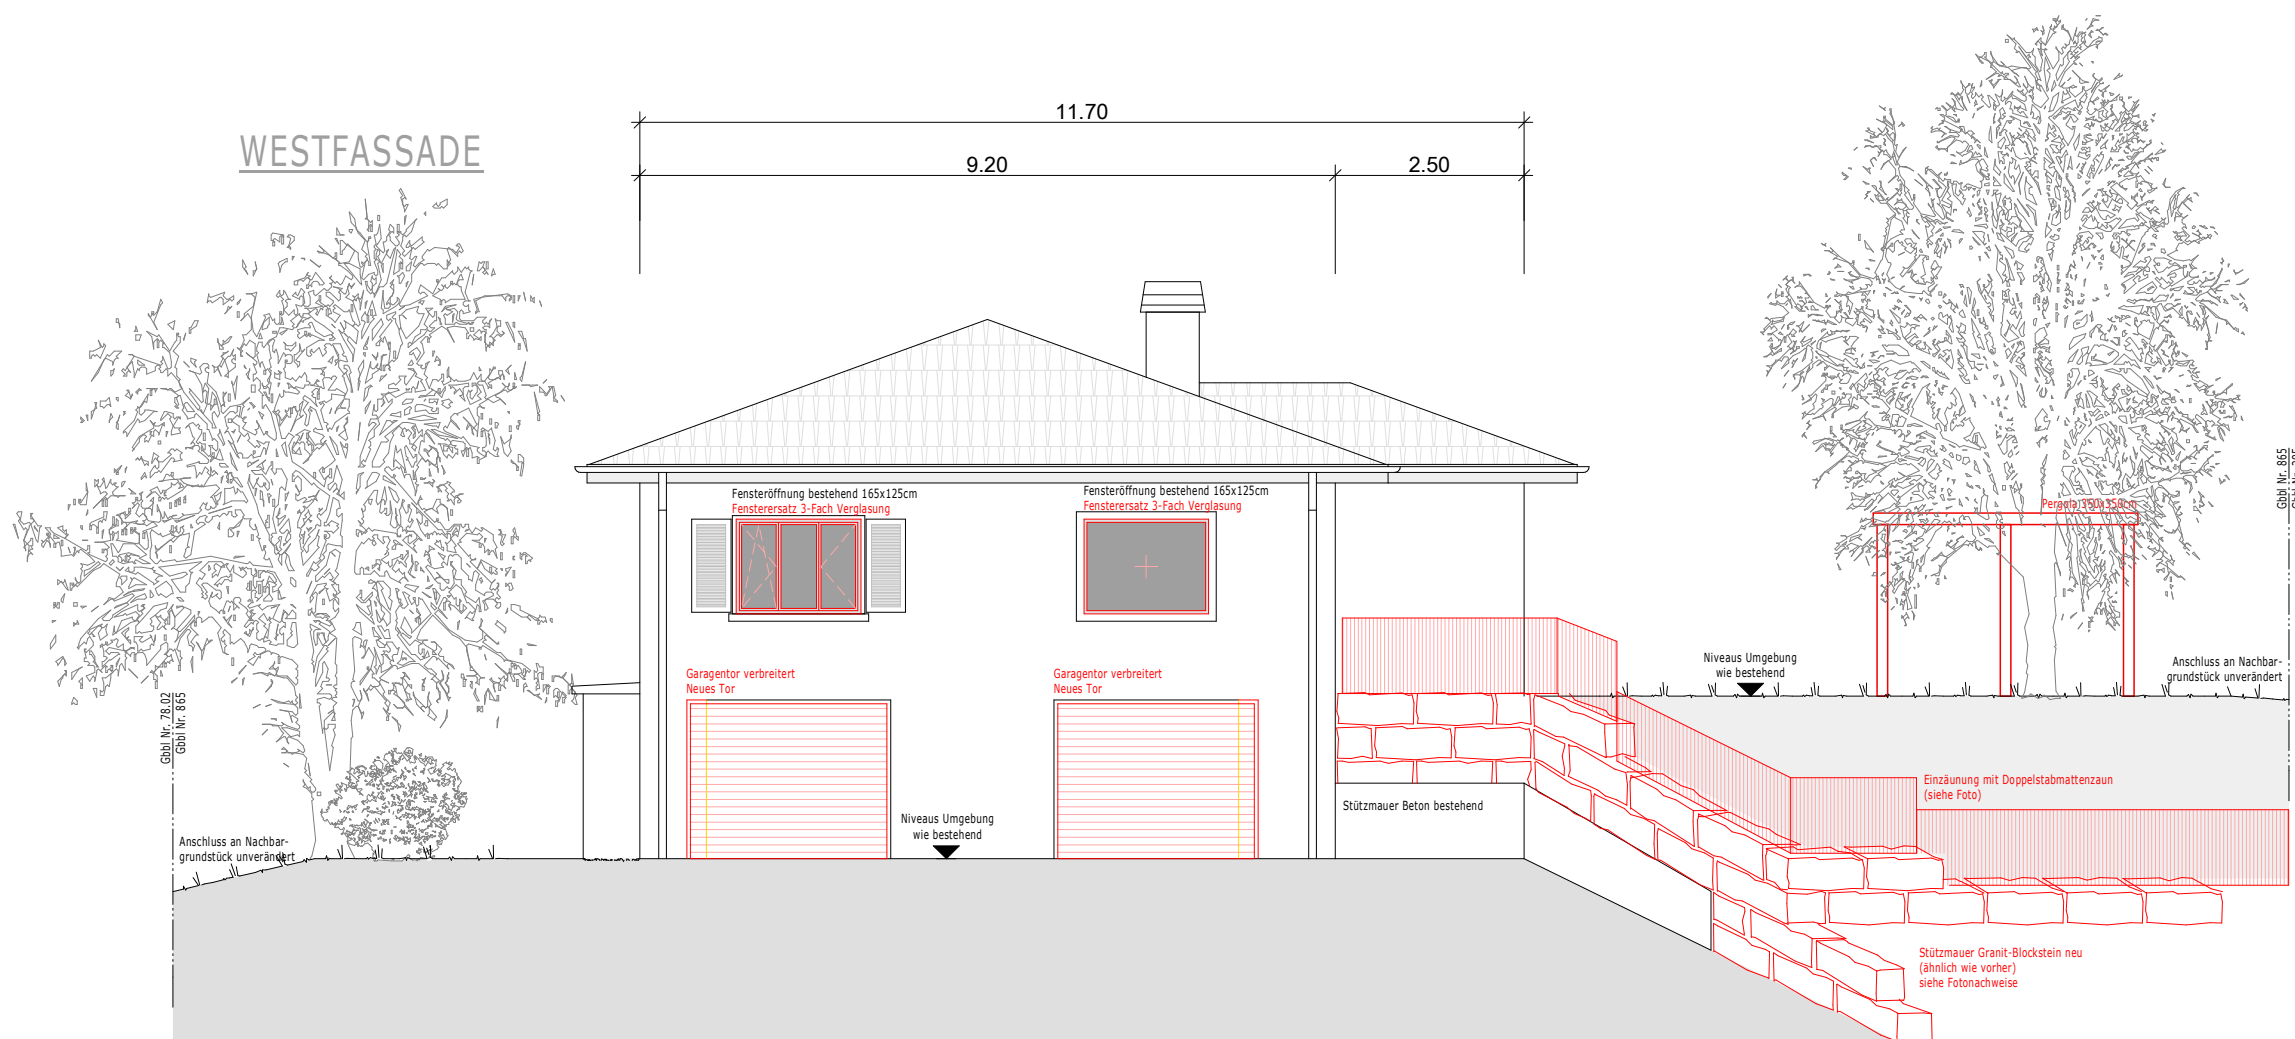 WESTFASSADE
11.70
9.20
2.50
Fensteröffnung bestehend 165x125cm
Fensterersatz 3-Fach Verglasung
Fensteröffnung bestehend 165x125cm
Fensterersatz 3-Fach Verglasung
Gbbl Nr. 865
Pergola 350x350cm
Garagentor verbreitert
Neues Tor
Garagentor verbreitert
Neues Tor
Niveaus Umgebung
wie bestehend
Anschluss an Nachbar-
grundstück unverändert
Gbbl Nr. 78.02
Gbbl Nr. 865
Einzäunung mit Doppelstabmattenzaun
(siehe Foto)
Stützmauer Beton bestehend
Niveaus Umgebung
wie bestehend
Anschluss an Nachbar-
grundstück unverändert
Stützmauer Granit-Blockstein neu
(ähnlich wie vorher)
siehe Fotonachweise